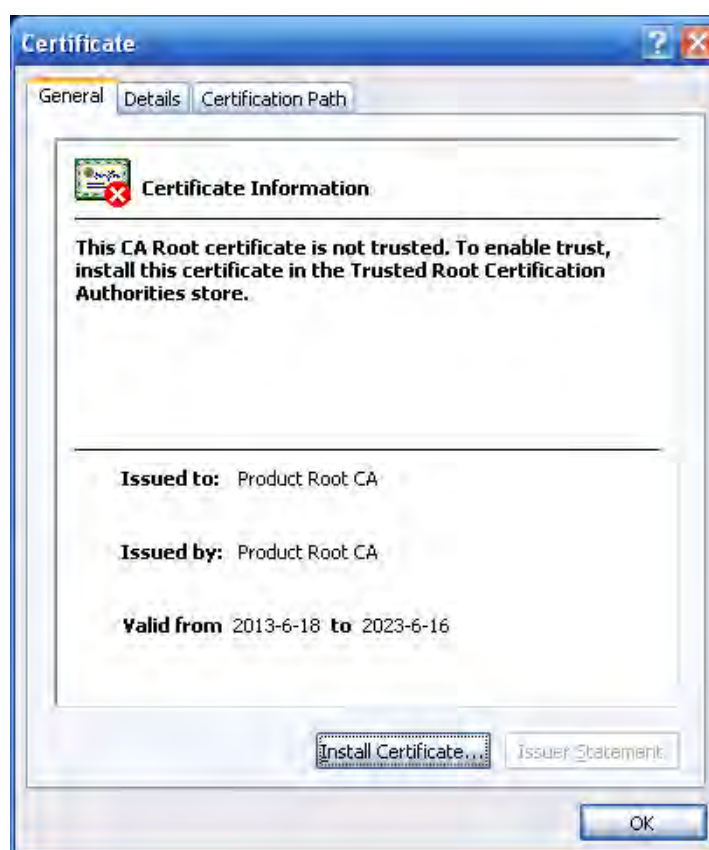 Certificate
General Details Certification Path
Certificate Information
This CA Root certificate is not trusted. To enable trust,
install this certificate in the Trusted Root Certification
Authorities store.
Issued to: Product Root CA
Issued by: Product Root CA
Valid from 2013-6-18 to 2023-6-16
Install Certificate... Issuer Statement
OK